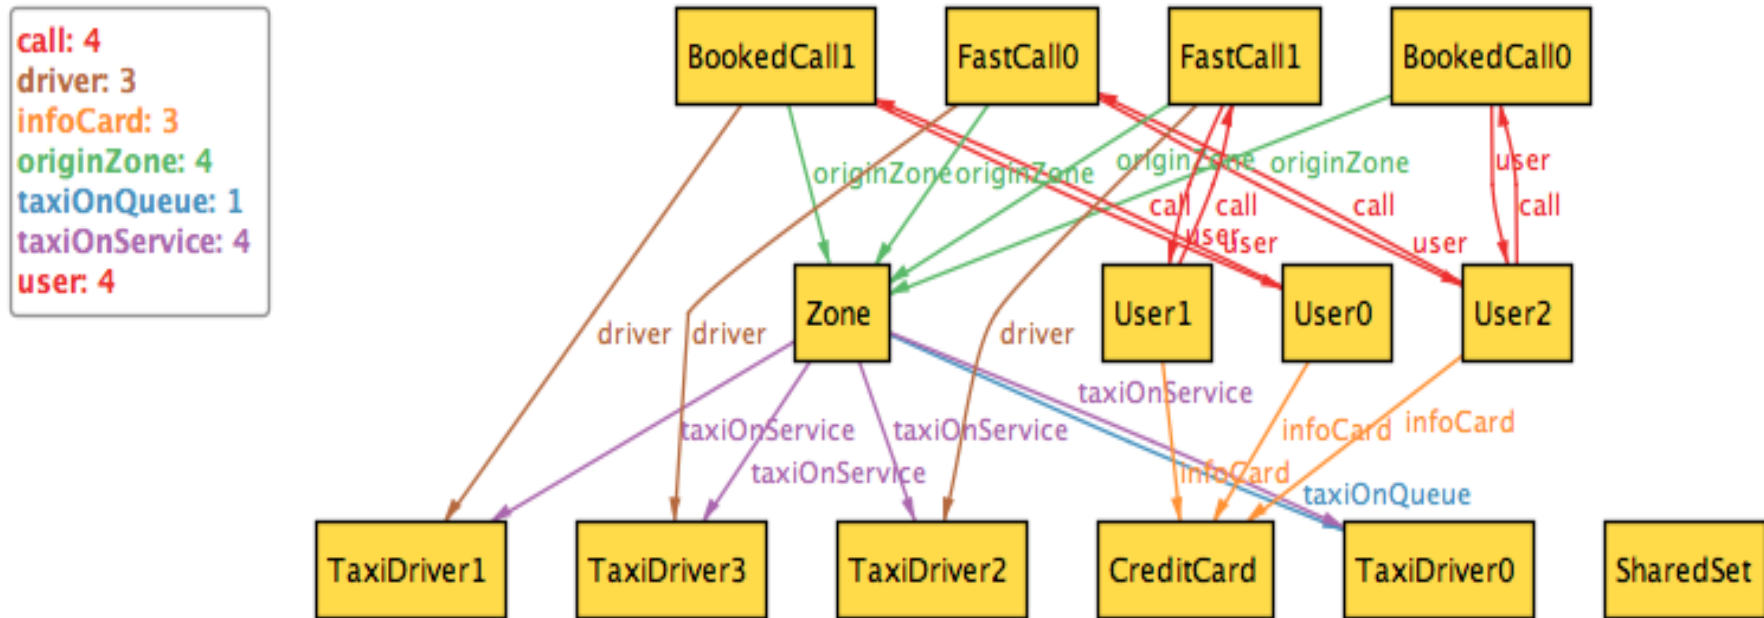 call: 4
driver: 3
infoCard: 3
originZone: 4
taxiOnQueue: 1
taxiOnService: 4
user: 4
BookedCall1 FastCall0 FastCall1 BookedCall0
originZone originZone originZone originZone user
call call call call
user user user
Zone User1 User0 User2
driver driver driver
taxiOnService
taxiOnService taxiOnService infoCard infoCard
taxiOnService infoCard
taxiOnQueue
TaxiDriver1 TaxiDriver3 TaxiDriver2 CreditCard TaxiDriver0 SharedSet